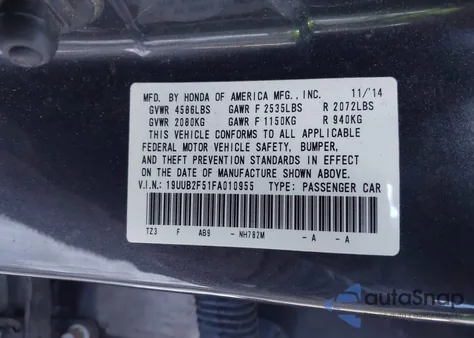 MFD. BY HONDA OF AMERICA MFG., INC. 11/'14
GVWR 4586LBS GAWR F 2535LBS R 2072LBS
GVWR 2080KG GAWR F 1150KG R 940KG
THIS VEHICLE CONFORMS TO ALL APPLICABLE
FEDERAL MOTOR VEHICLE SAFETY, BUMPER,
AND THEFT PREVENTION STANDARDS IN EFFECT
ON THE DATE OF MANUFACTURE SHOWN ABOVE.
V.I.N.: 19UUB2F51FA010955 TYPE: PASSENGER CAR
TZ3 F AB9 - NH782M - A - A
autoSnap